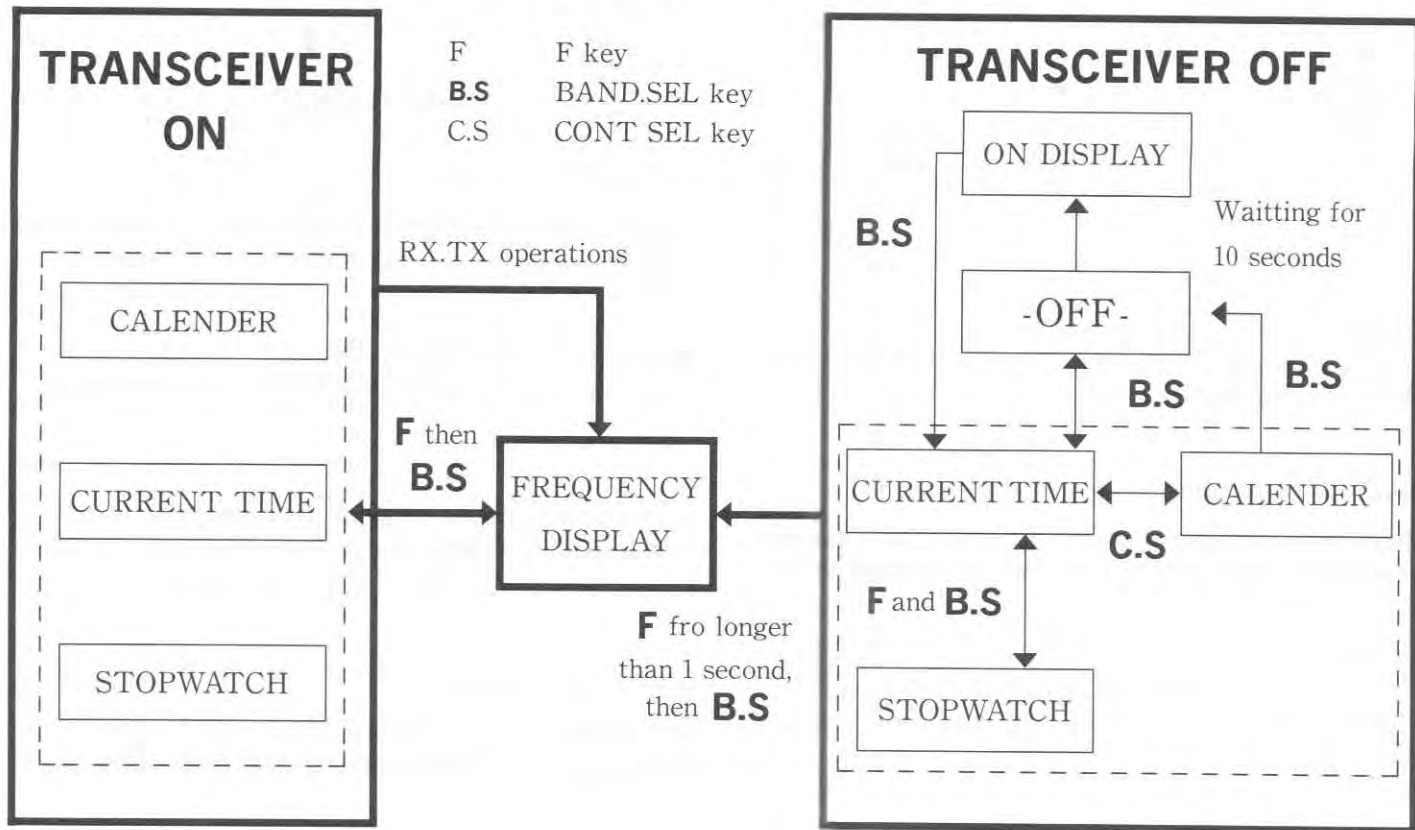 TRANSCEIVER
ON
CALENDER
CURRENT TIME
STOPWATCH
F F key
B.S BAND.SEL key
C.S CONT SEL key
RX.TX operations
F then
B.S
FREQUENCY
DISPLAY
F fro longer
than 1 second,
then B.S
TRANSCEIVER OFF
ON DISPLAY
B.S
Waitting for
10 seconds
-OFF-
B.S
B.S
CURRENT TIME
CALENDER
C.S
F and B.S
STOPWATCH